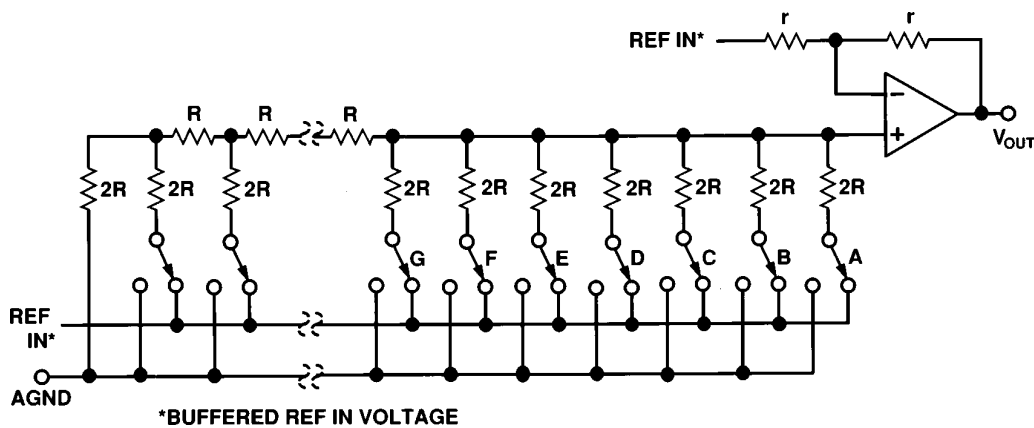 REF IN*
r
r
R
R
R
−
+
V_OUT
2R
2R
2R
2R
2R
2R
2R
2R
2R
2R
G
F
E
D
C
B
A
REF
IN*
AGND
*BUFFERED REF IN VOLTAGE